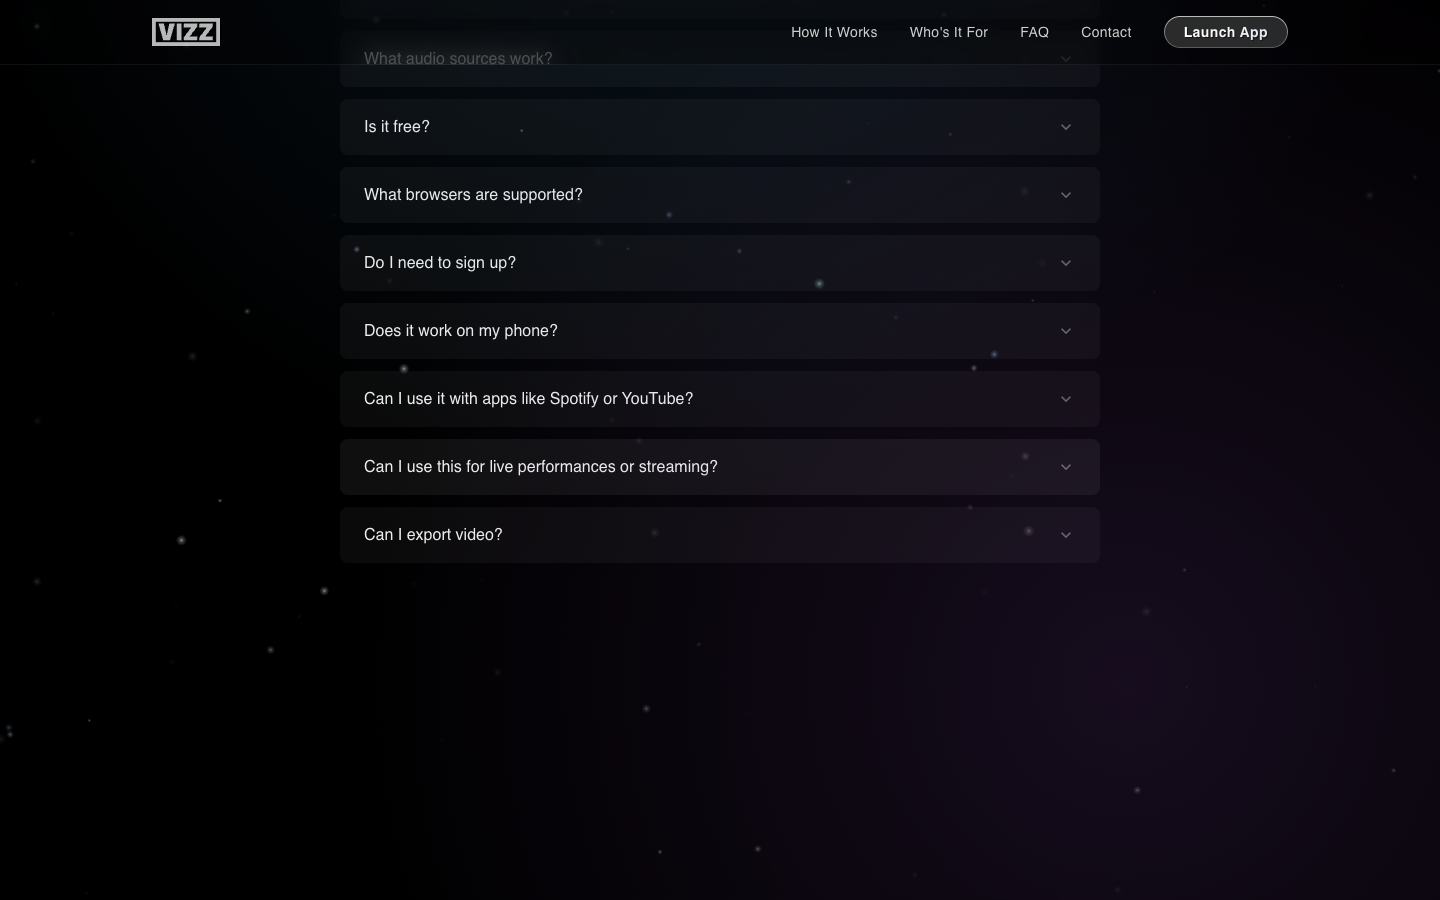 VIZZ
How It Works
Who's It For
FAQ
Contact
Launch App
What audio sources work?
Is it free?
What browsers are supported?
Do I need to sign up?
Does it work on my phone?
Can I use it with apps like Spotify or YouTube?
Can I use this for live performances or streaming?
Can I export video?